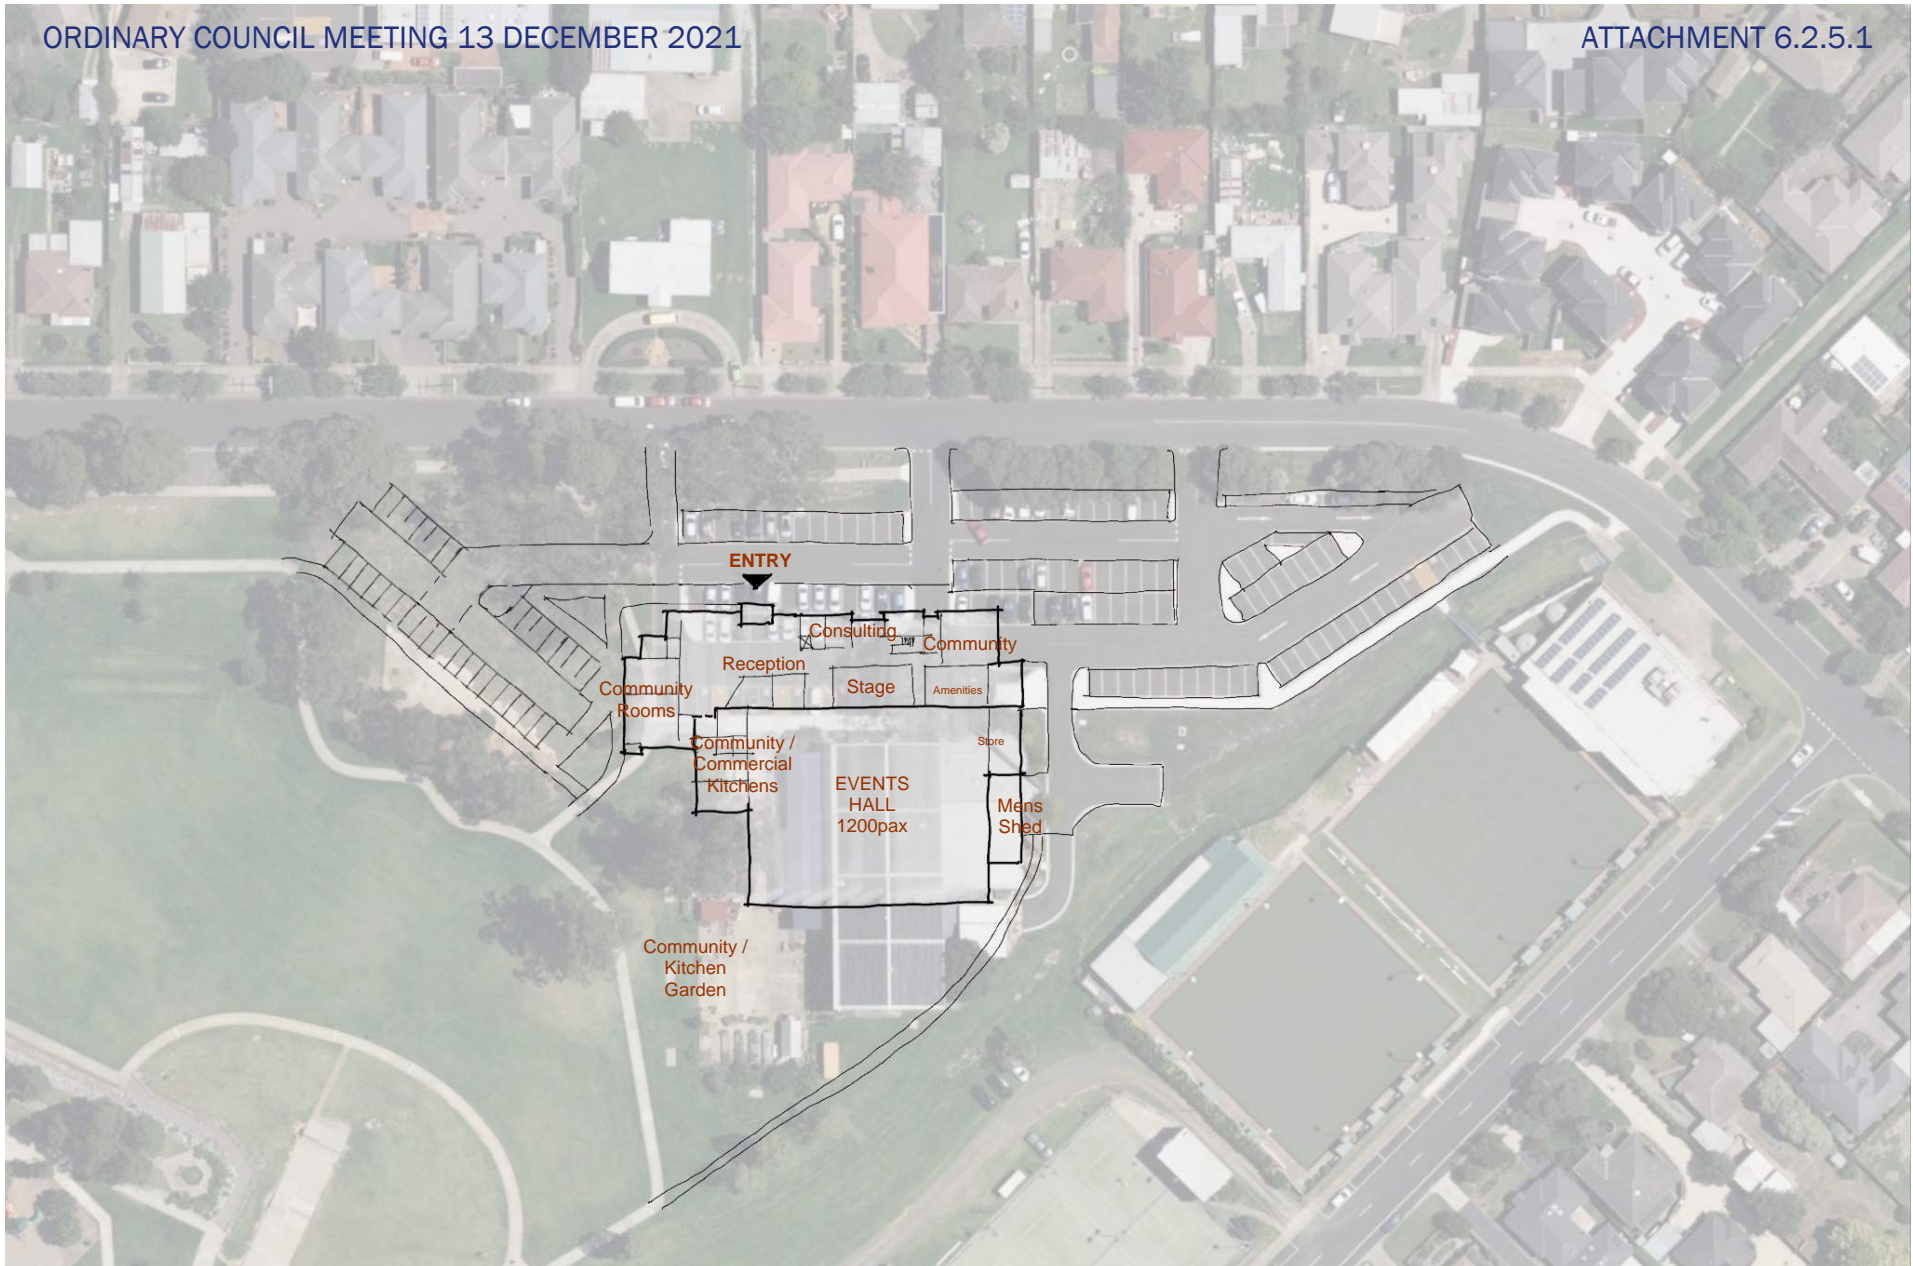 ORDINARY COUNCIL MEETING 13 DECEMBER 2021
ATTACHMENT 6.2.5.1
ENTRY
Consulting
Community
Reception
Community
Rooms
Stage
Amenities
Community /
Commercial
Kitchens
Store
EVENTS
HALL
1200pax
Mens
Shed
Community /
Kitchen
Garden